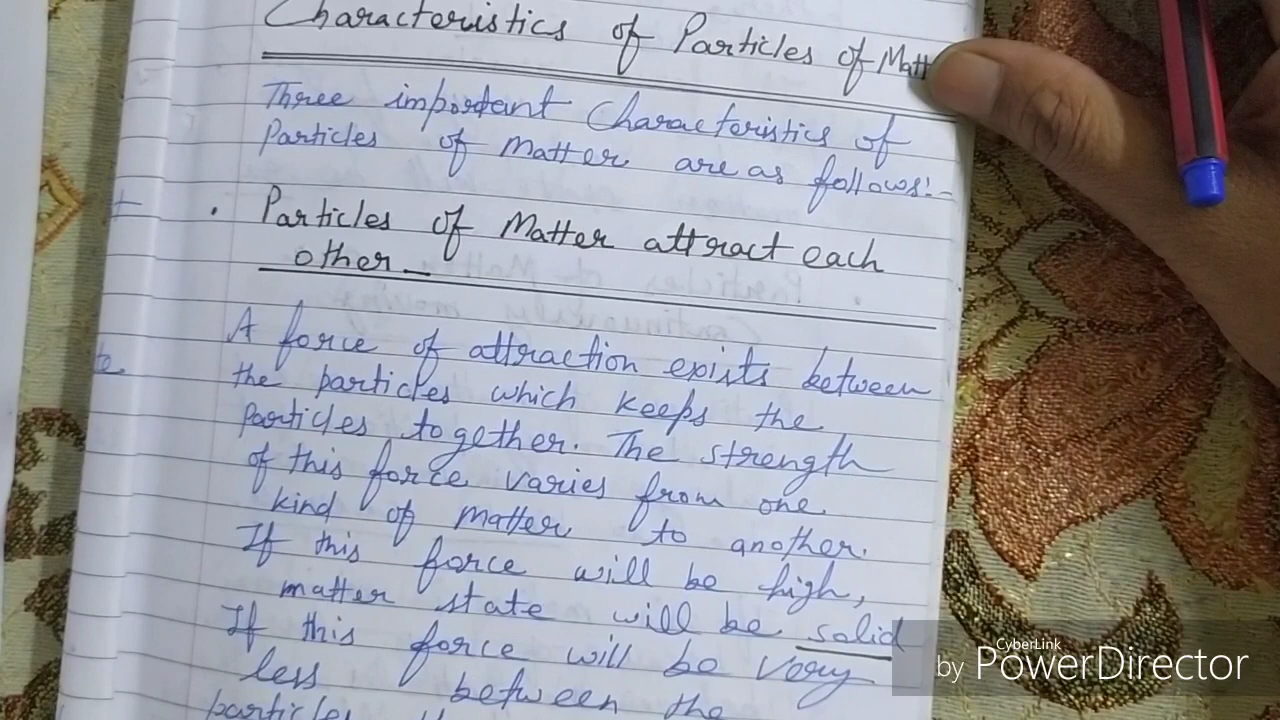 Characteristics of Particles of Matt
Three important Characteristics of
Particles of Matter are as follows:-
. Particles of Matter attract each
other
A force of attraction exists between
the particles which keeps the
particles together. The strength
of this force varies from one
kind of matter to another.
If this force will be high,
matter state will be solid
If this force will be very
less between the
particles
CyberLink
by PowerDirector